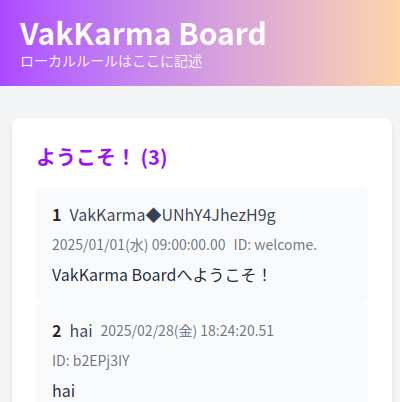 VakKarma Board
ローカルルールはここに記述
ようこそ！ (3)
1 VakKarma◆UNhY4JhezH9g
2025/01/01(水) 09:00:00.00 ID: welcome.
VakKarma Boardへようこそ！
2 hai 2025/02/28(金) 18:24:20.51
ID: b2EPj3IY
hai